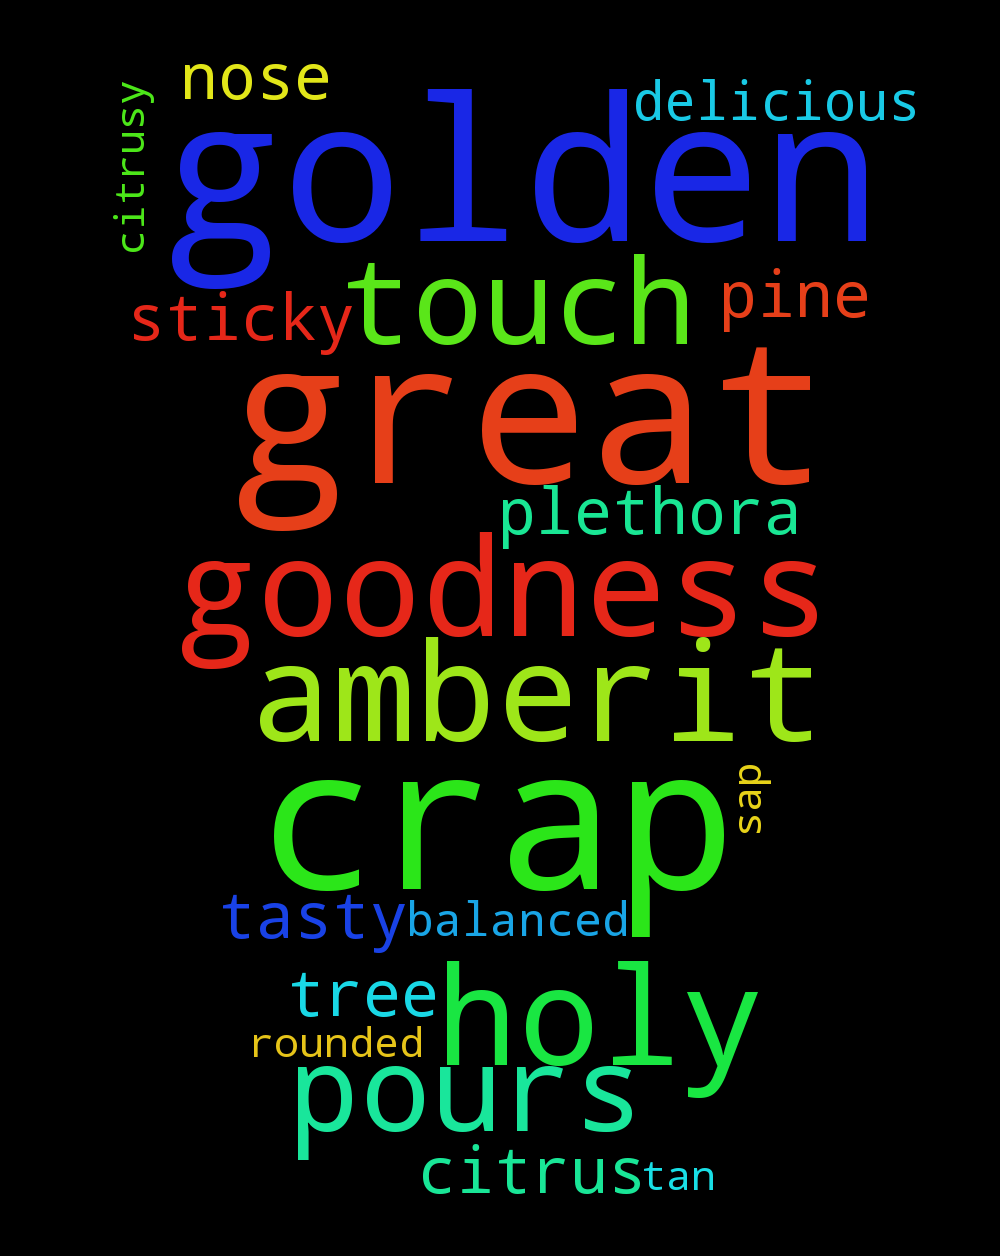 nose
delicious
citrusy
golden
touch
pine
sticky
great
plethora
goodness
amberit
crap
sap
tasty
balanced
tree
holy
rounded
pours
citrus
tan